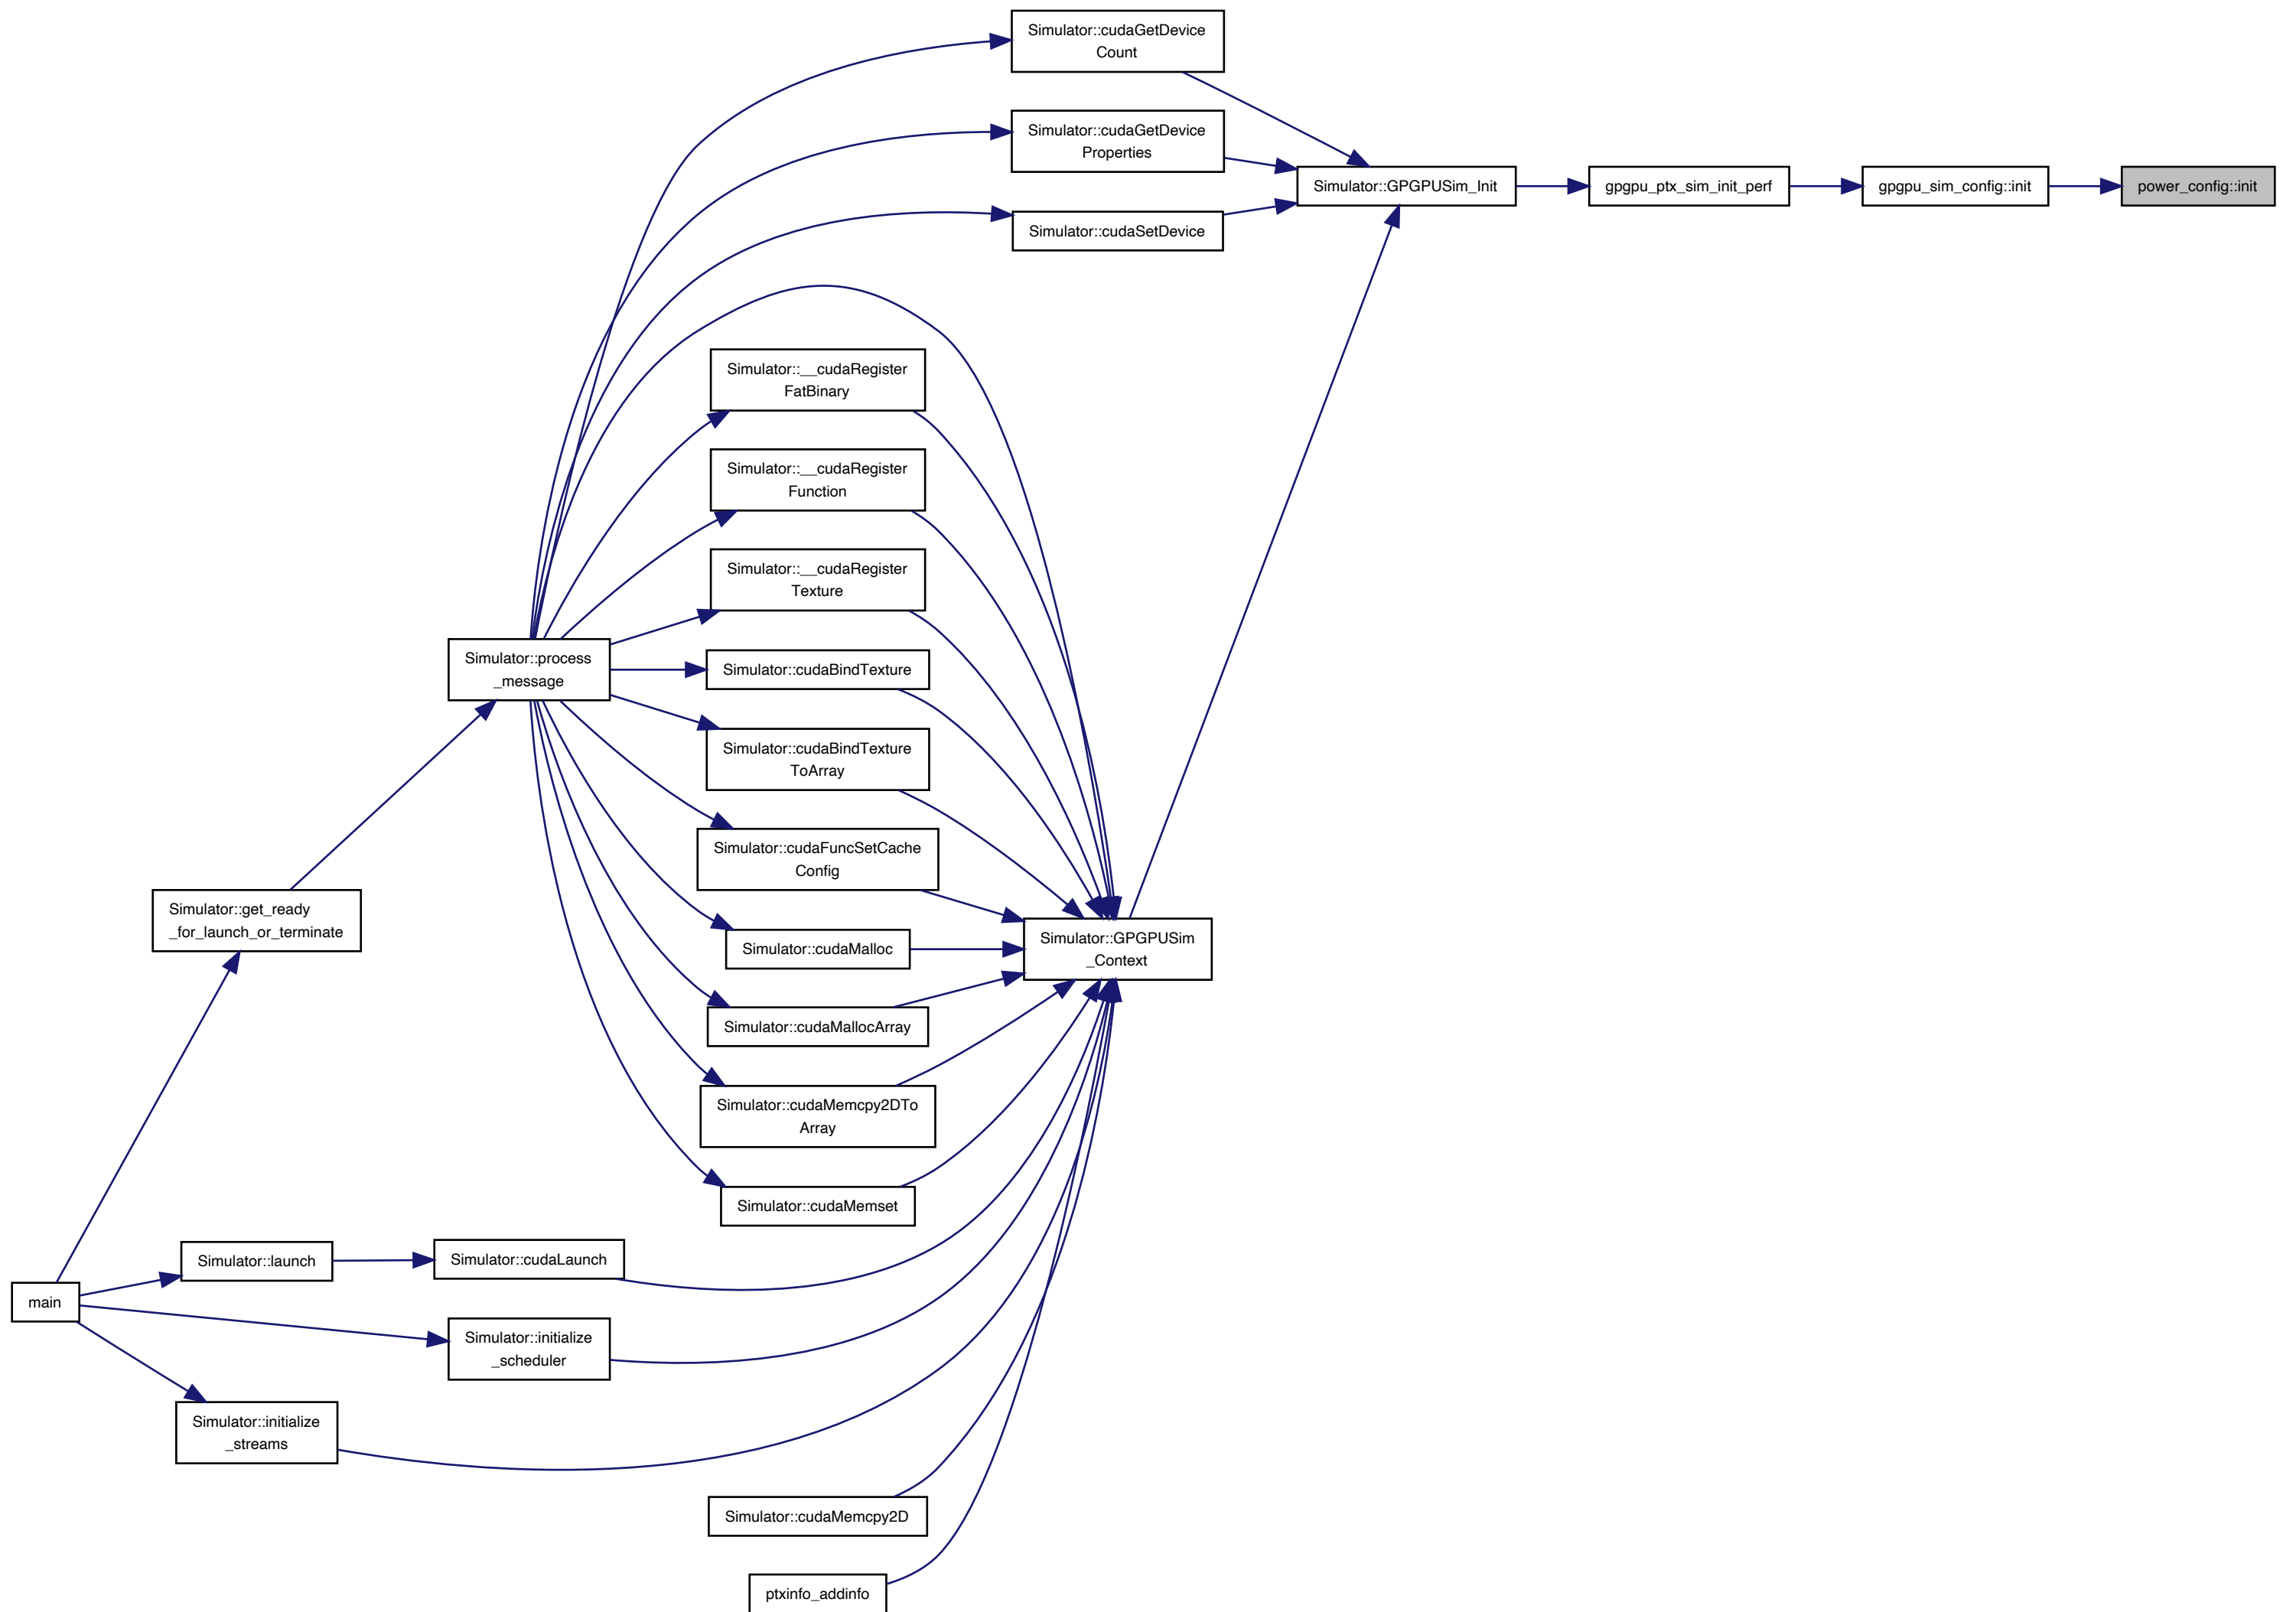 Simulator::cudaGetDevice
Count
Simulator::cudaGetDevice
Properties
Simulator::GPGPUSim_Init
gpgpu_ptx_sim_init_perf
gpgpu_sim_config::init
power_config::init
Simulator::cudaSetDevice
Simulator::__cudaRegister
FatBinary
Simulator::__cudaRegister
Function
Simulator::__cudaRegister
Texture
Simulator::process
_message
Simulator::cudaBindTexture
Simulator::cudaBindTexture
ToArray
Simulator::cudaFuncSetCache
Config
Simulator::get_ready
_for_launch_or_terminate
Simulator::cudaMalloc
Simulator::GPGPUSim
_Context
Simulator::cudaMallocArray
Simulator::cudaMemcpy2DTo
Array
Simulator::cudaMemset
Simulator::launch
Simulator::cudaLaunch
main
Simulator::initialize
_scheduler
Simulator::initialize
_streams
Simulator::cudaMemcpy2D
ptxinfo_addinfo